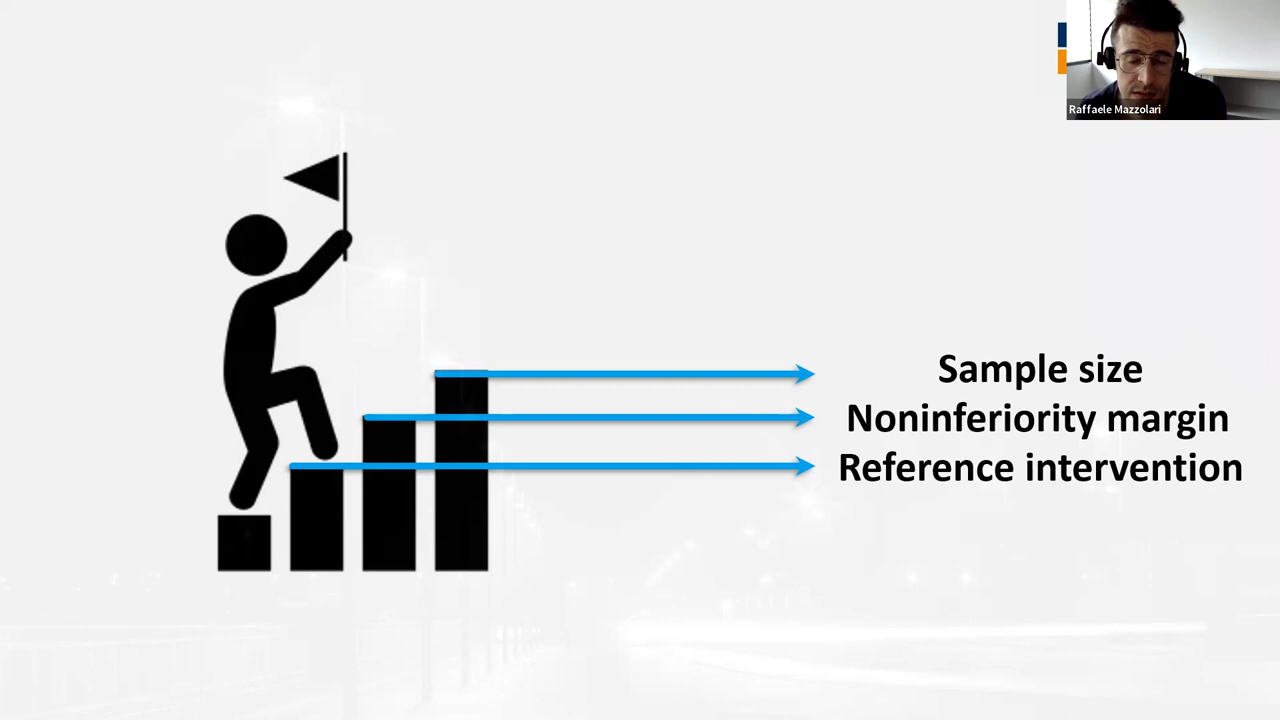 Raffaele Mazzolari
Sample size
Noninferiority margin
Reference intervention